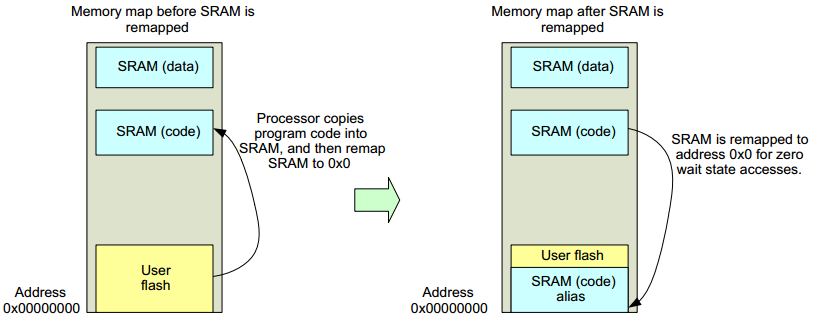 Memory map before SRAM is
remapped
SRAM (data)
SRAM (code)
Processor copies
program code into
SRAM, and then remap
SRAM to 0x0
User
flash
Address
0x00000000
Memory map after SRAM is
remapped
SRAM (data)
SRAM (code)
SRAM is remapped to
address 0x0 for zero
wait state accesses.
User flash
SRAM (code)
alias
Address
0x00000000